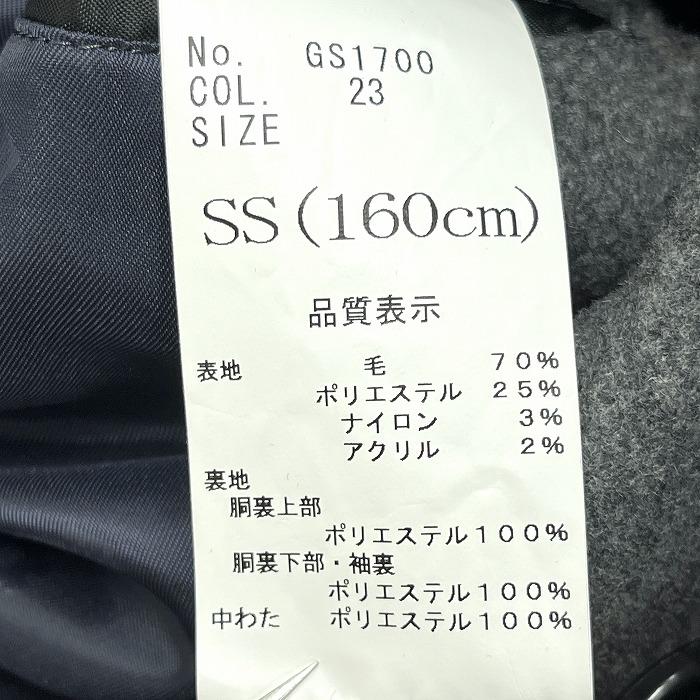 No. GS1700
COL. 23
SIZE
SS(160cm)
品質表示
表地 毛 70%
ポリエステル 25%
ナイロン 3%
アクリル 2%
裏地
胴裏上部
ポリエステル100%
胴裏下部・袖裏
ポリエステル100%
中わた ポリエステル100%